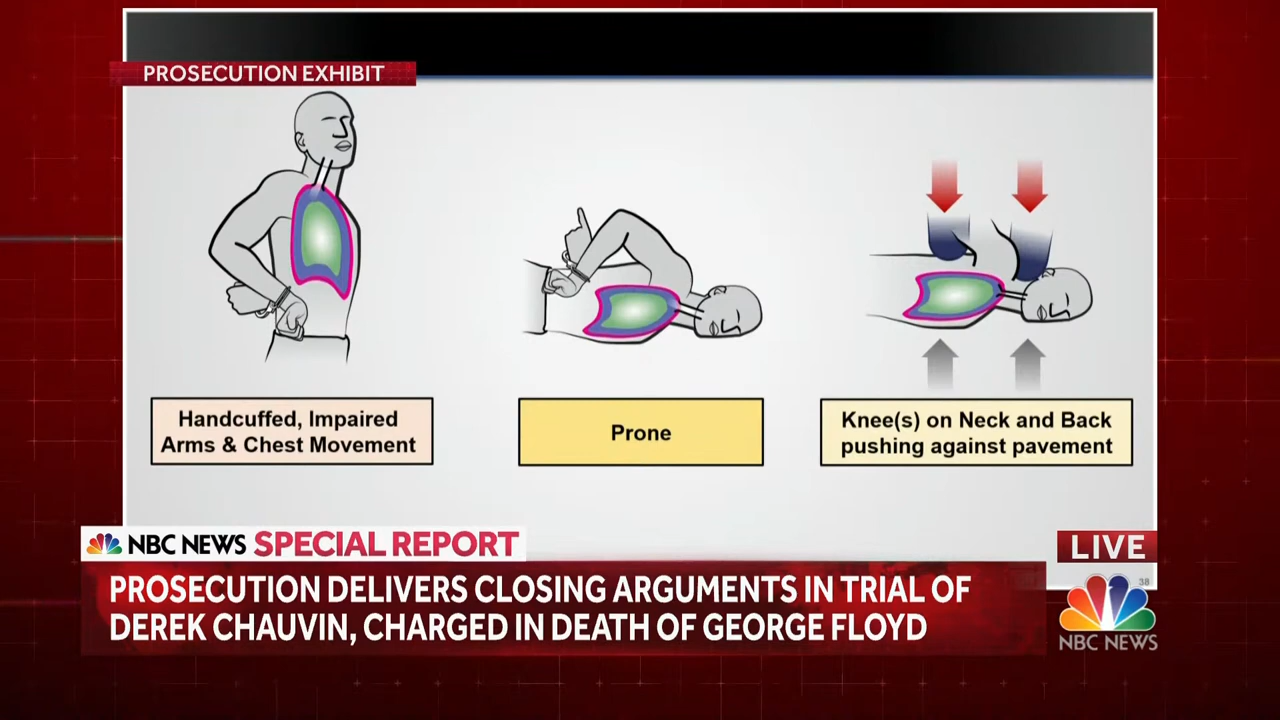 PROSECUTION EXHIBIT
Handcuffed, Impaired
Arms & Chest Movement
Prone
Knee(s) on Neck and Back
pushing against pavement
NBC NEWS SPECIAL REPORT
LIVE
PROSECUTION DELIVERS CLOSING ARGUMENTS IN TRIAL OF
DEREK CHAUVIN, CHARGED IN DEATH OF GEORGE FLOYD
38
NBC NEWS